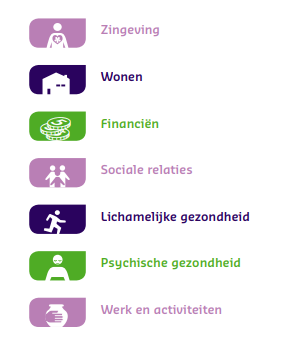 Zingeving
Wonen
Financiën
Sociale relaties
Lichamelijke gezondheid
Psychische gezondheid
Werk en activiteiten